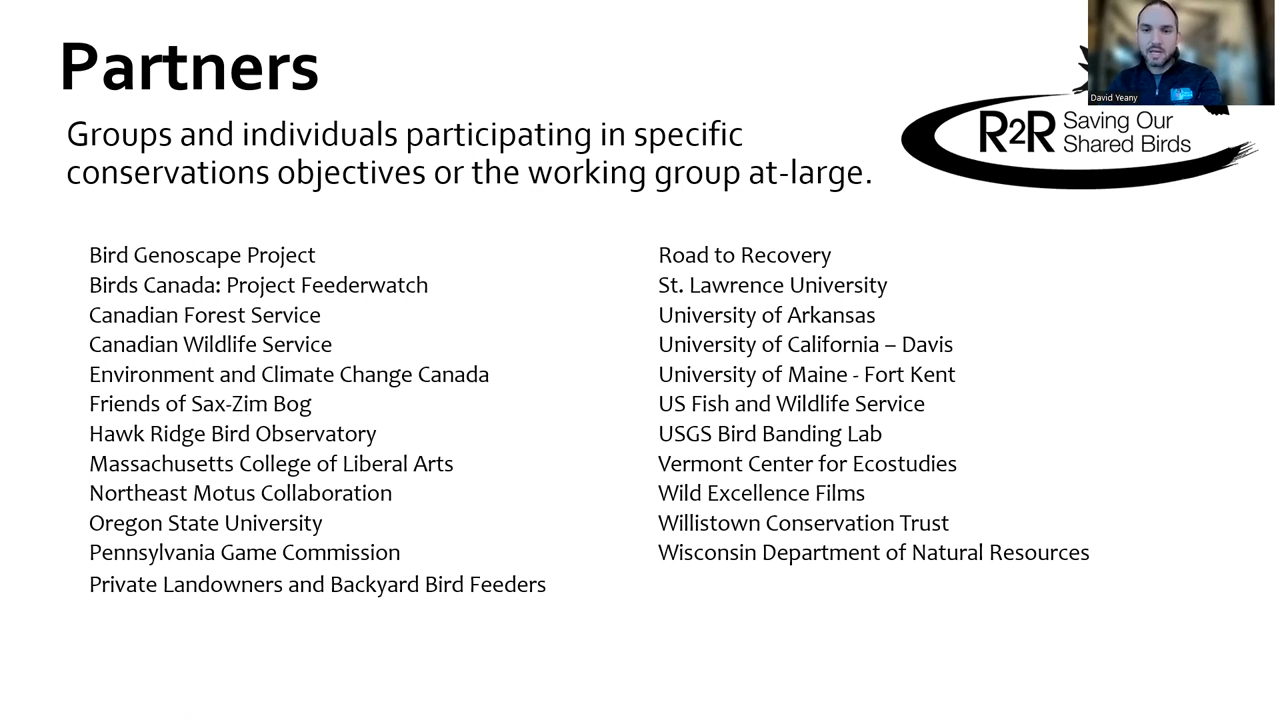 Partners
David Yeany
Groups and individuals participating in specific
conservations objectives or the working group at-large.
R2R Saving Our
Shared Birds
Bird Genoscape Project
Birds Canada: Project Feederwatch
Canadian Forest Service
Canadian Wildlife Service
Environment and Climate Change Canada
Friends of Sax-Zim Bog
Hawk Ridge Bird Observatory
Massachusetts College of Liberal Arts
Northeast Motus Collaboration
Oregon State University
Pennsylvania Game Commission
Private Landowners and Backyard Bird Feeders
Road to Recovery
St. Lawrence University
University of Arkansas
University of California – Davis
University of Maine - Fort Kent
US Fish and Wildlife Service
USGS Bird Banding Lab
Vermont Center for Ecostudies
Wild Excellence Films
Willistown Conservation Trust
Wisconsin Department of Natural Resources